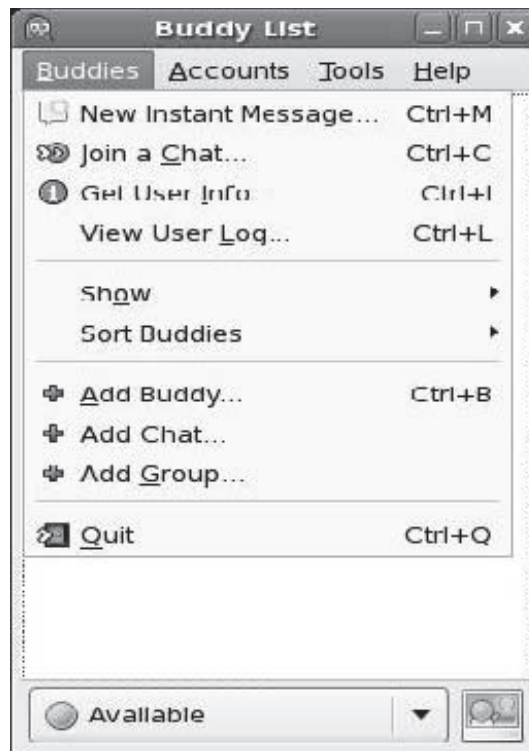 Buddy List
Buddies Accounts Tools Help
New Instant Message... Ctrl+M
Join a Chat... Ctrl+C
Get User Info... Ctrl+I
View User Log... Ctrl+L
Show
Sort Buddies
Add Buddy... Ctrl+B
Add Chat...
Add Group...
Quit Ctrl+Q
Available